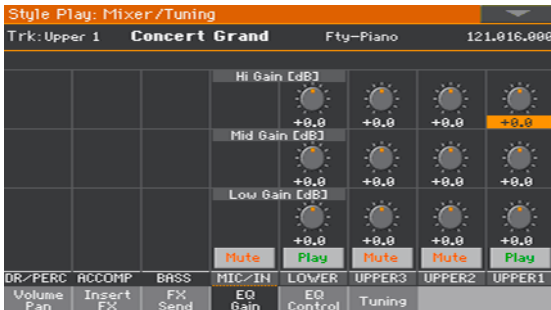 Style Play: Mixer/Tuning
Trk:Upper 1 Concert Grand Fty-Piano 121.016.000
Hi Gain [dB]
+0.0 +0.0 +0.0 +0.0
Mid Gain [dB]
+0.0 +0.0 +0.0 +0.0
Low Gain [dB]
+0.0 +0.0 +0.0 +0.0
Mute Play Mute Mute Play
DR/PERC ACCOMP BASS MIC/IN LOWER UPPER3 UPPER2 UPPER1
Volume Pan Insert FX FX Send EQ Gain EQ Control Tuning